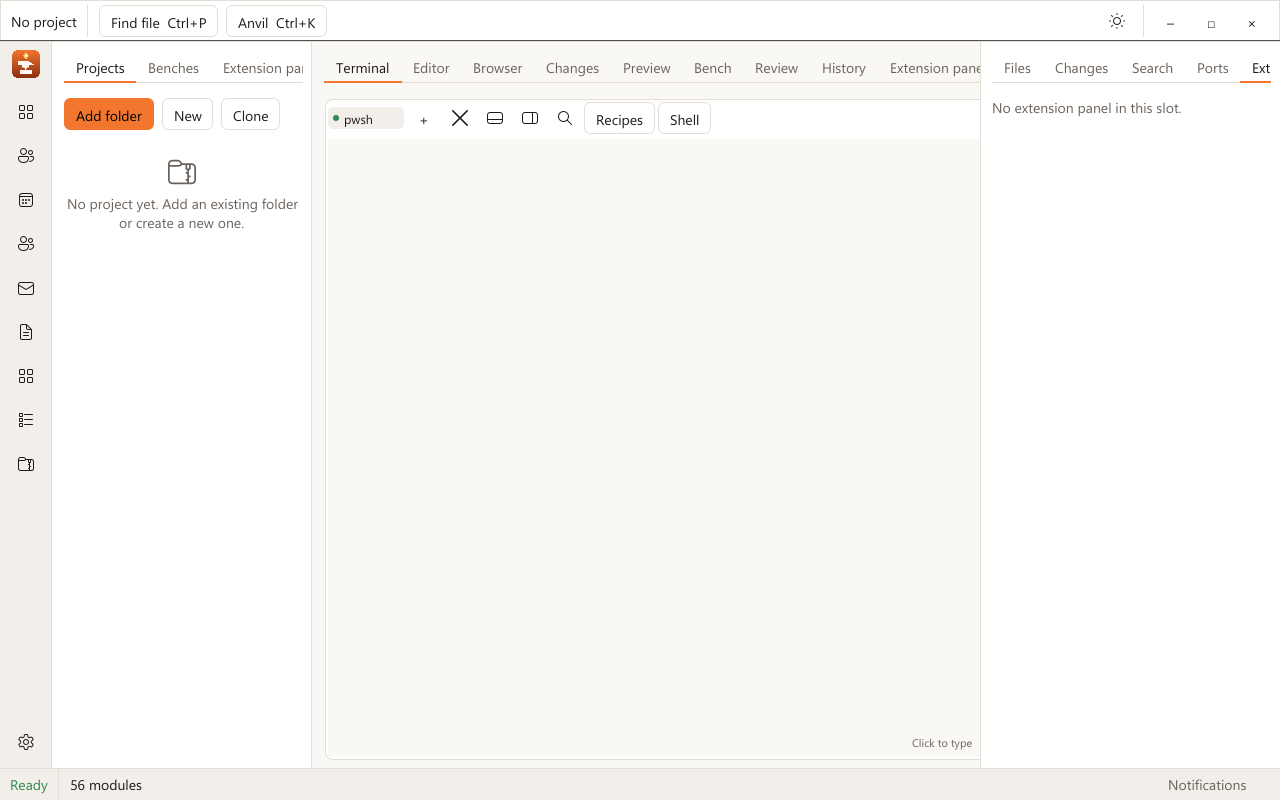 No project
Find file Ctrl+P
Anvil Ctrl+K
Projects
Benches
Extension par
Terminal
Editor
Browser
Changes
Preview
Bench
Review
History
Extension pane
Files
Changes
Search
Ports
Ext
Add folder
New
Clone
pwsh
+
Recipes
Shell
No extension panel in this slot.
No project yet. Add an existing folder
or create a new one.
Click to type
Ready
56 modules
Notifications